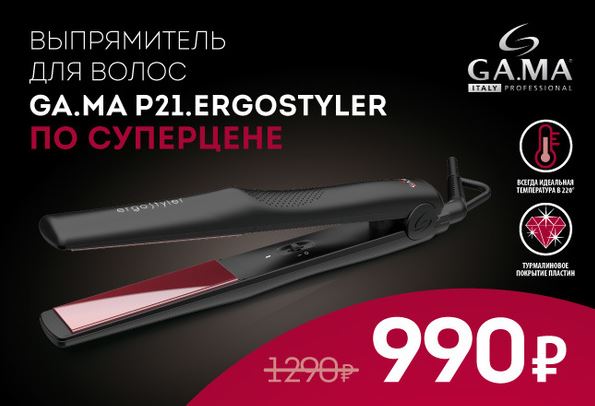 ВЫПРЯМИТЕЛЬ
ДЛЯ ВОЛОС
GA.MA P21.ERGOSTYLER
ПО СУПЕРЦЕНЕ
GA.MA®
ITALY PROFESSIONAL
ВСЕГДА ИДЕАЛЬНАЯ
ТЕМПЕРАТУРА В 220°
ergostyler
ТУРМАЛИНОВОЕ
ПОКРЫТИЕ ПЛАСТИН
1290₽ 990₽